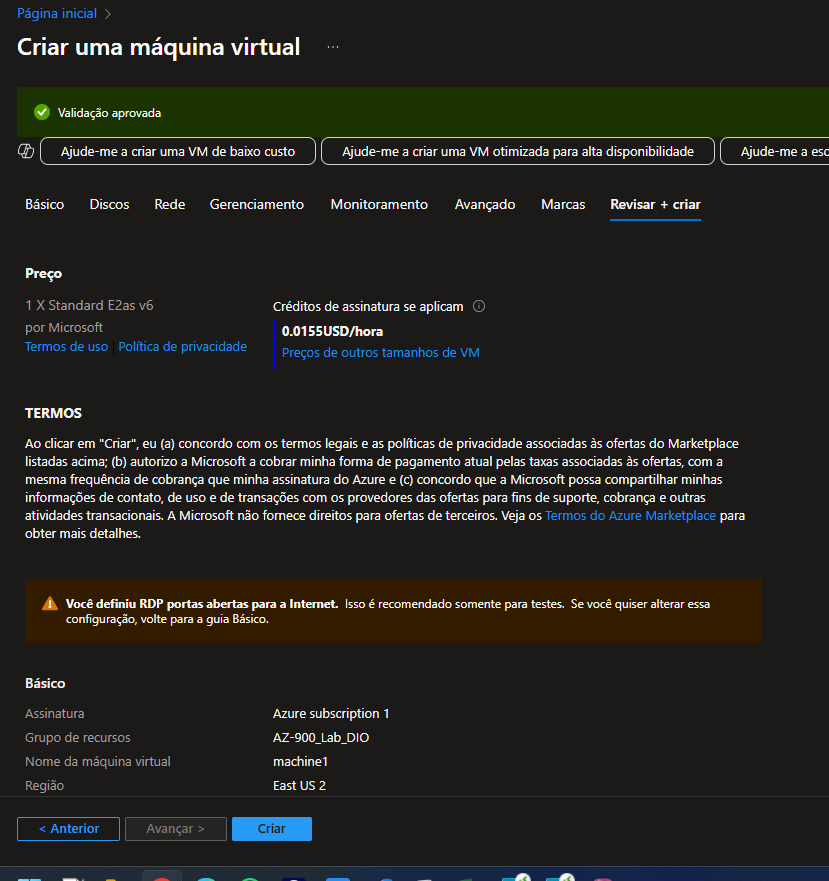 Página inicial
Criar uma máquina virtual ...
Validação aprovada
Ajude-me a criar uma VM de baixo custo Ajude-me a criar uma VM otimizada para alta disponibilidade Ajude-me a esc
Básico Discos Rede Gerenciamento Monitoramento Avançado Marcas Revisar + criar
Preço
1 X Standard E2as v6
por Microsoft
Termos de uso | Política de privacidade
Créditos de assinatura se aplicam
0.0155USD/hora
Preços de outros tamanhos de VM
TERMOS
Ao clicar em "Criar", eu (a) concordo com os termos legais e as políticas de privacidade associadas às ofertas do Marketplace
listadas acima; (b) autorizo a Microsoft a cobrar minha forma de pagamento atual pelas taxas associadas às ofertas, com a
mesma frequência de cobrança que minha assinatura do Azure e (c) concordo que a Microsoft possa compartilhar minhas
informações de contato, de uso e de transações com os provedores das ofertas para fins de suporte, cobrança e outras
atividades transacionais. A Microsoft não fornece direitos para ofertas de terceiros. Veja os Termos do Azure Marketplace para
obter mais detalhes.
Você definiu RDP portas abertas para a Internet. Isso é recomendado somente para testes. Se você quiser alterar essa
configuração, volte para a guia Básico.
Básico
Assinatura Azure subscription 1
Grupo de recursos AZ-900_Lab_DIO
Nome da máquina virtual machine1
Região East US 2
< Anterior Avançar > Criar